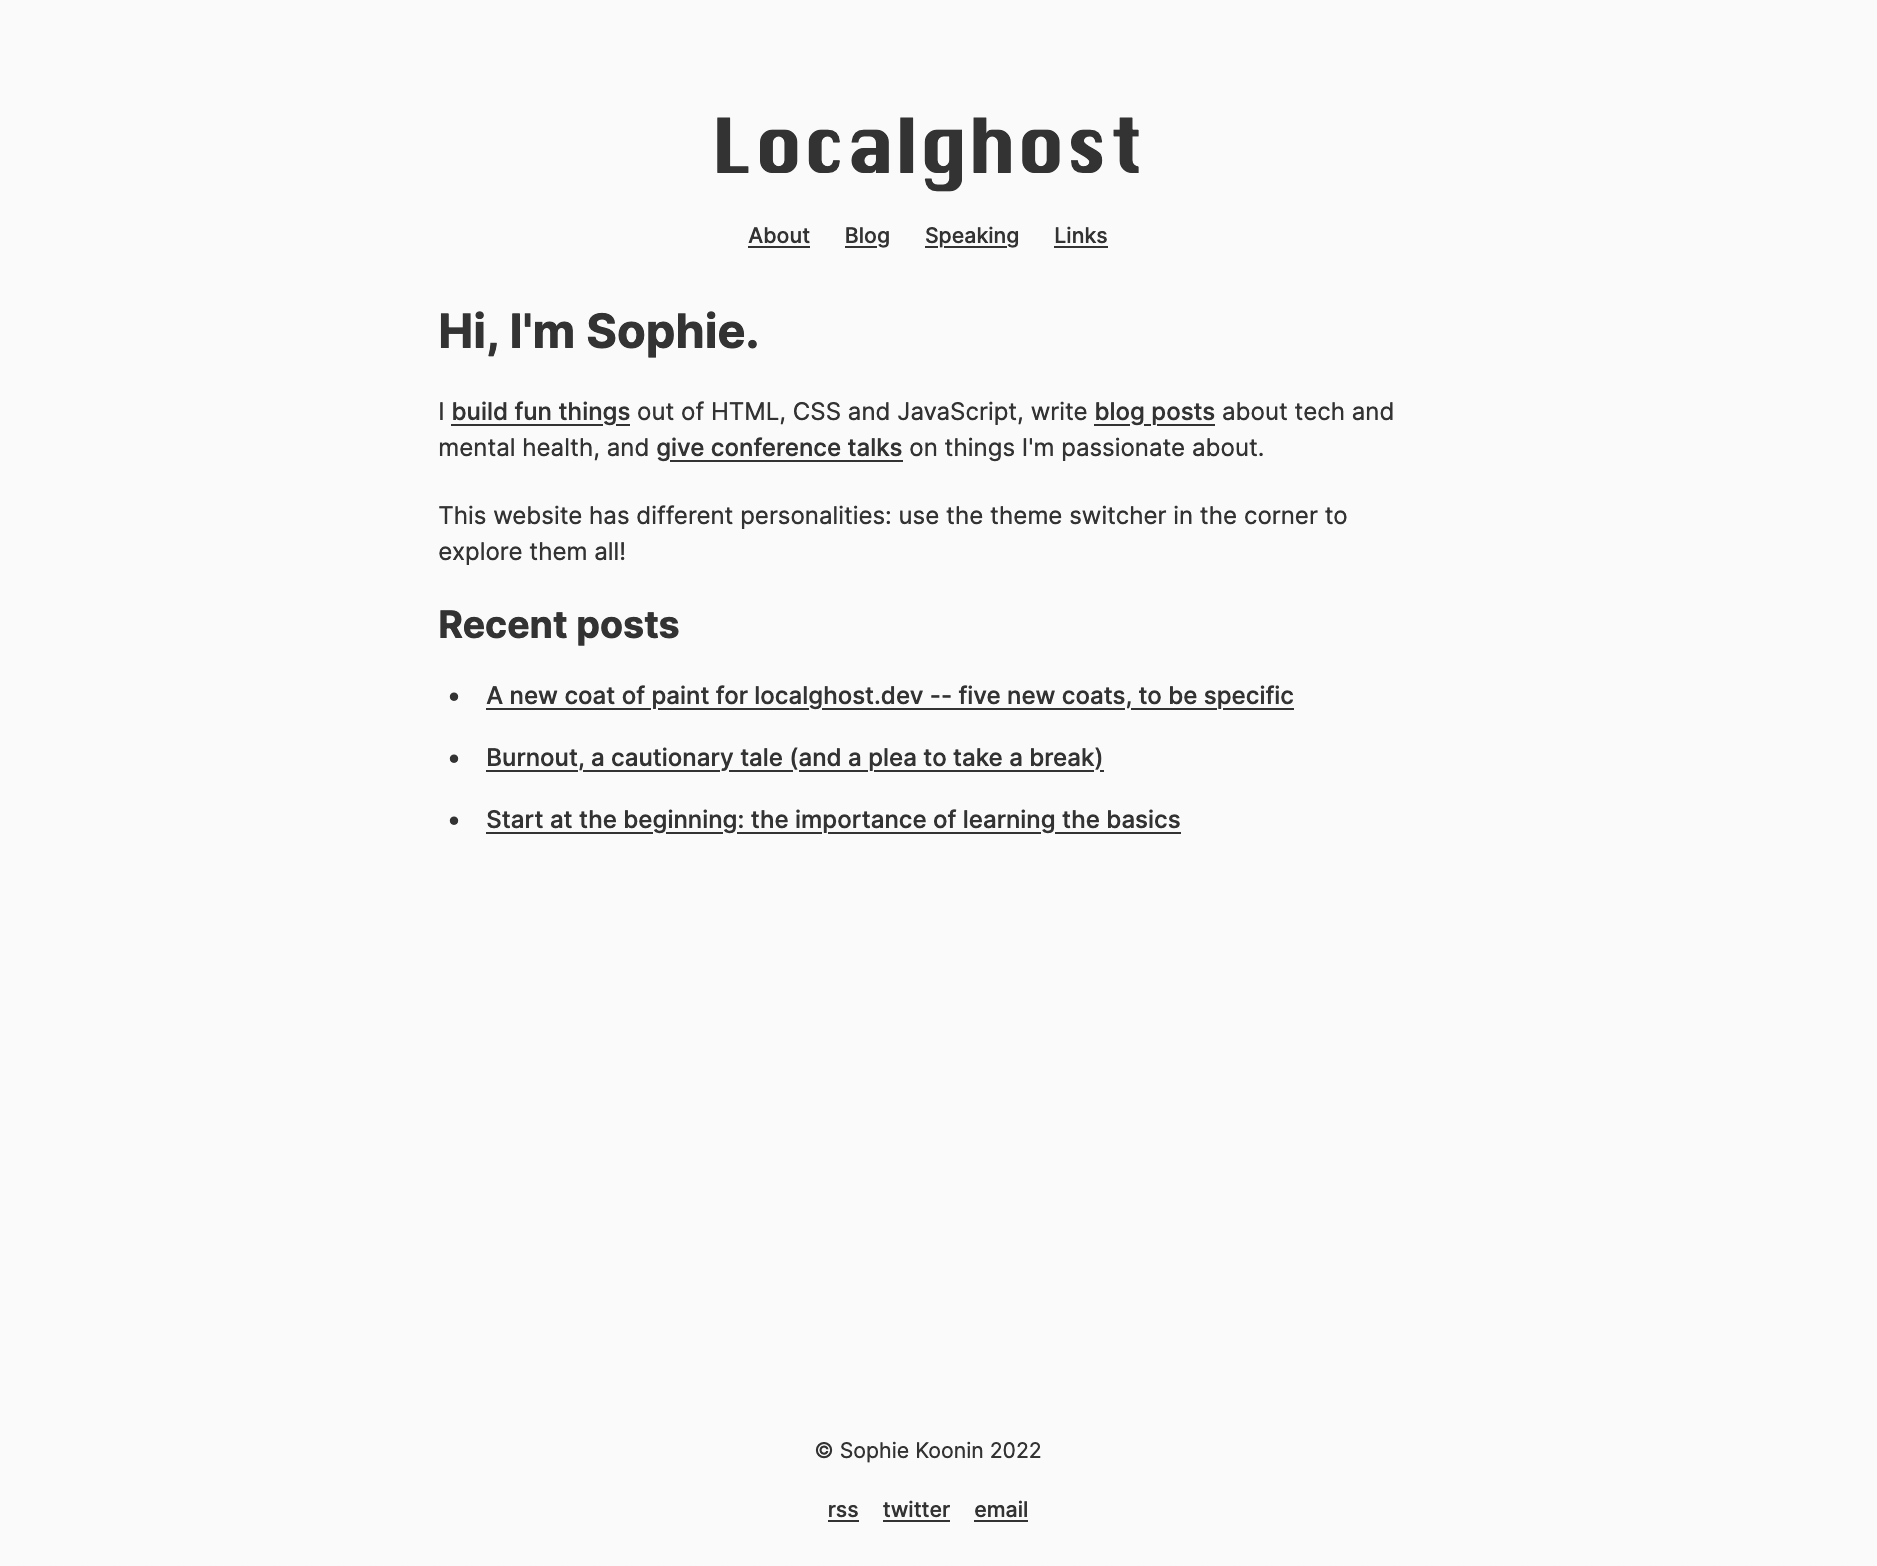 Localghost
About Blog Speaking Links
Hi, I'm Sophie.
I build fun things out of HTML, CSS and JavaScript, write blog posts about tech and
mental health, and give conference talks on things I'm passionate about.
This website has different personalities: use the theme switcher in the corner to
explore them all!
Recent posts
• A new coat of paint for localghost.dev -- five new coats, to be specific
• Burnout, a cautionary tale (and a plea to take a break)
• Start at the beginning: the importance of learning the basics
© Sophie Koonin 2022
rss twitter email